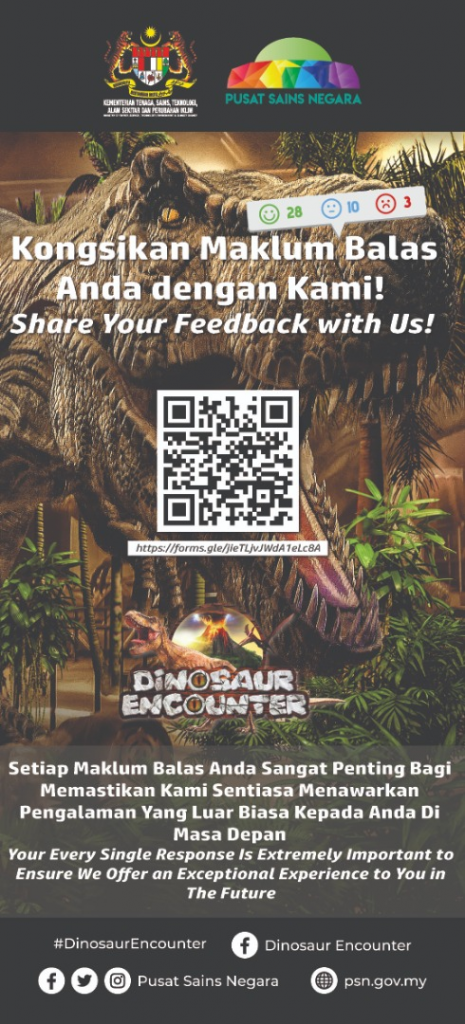 KEMENTERIAN TENAGA, SAINS, TEKNOLOGI,
ALAM SEKITAR DAN PERUBAHAN IKLIM
PUSAT SAINS NEGARA
28 10 3
Kongsikan Maklum Balas
Anda dengan Kami!
Share Your Feedback with Us!
https://forms.gle/jieTLjvJWdA1eLc8A
DINOSAUR
ENCOUNTER
Setiap Maklum Balas Anda Sangat Penting Bagi
Memastikan Kami Sentiasa Menawarkan
Pengalaman Yang Luar Biasa Kepada Anda Di
Masa Depan
Your Every Single Response Is Extremely Important to
Ensure We Offer an Exceptional Experience to You in
The Future
#DinosaurEncounter Dinosaur Encounter
Pusat Sains Negara psn.gov.my